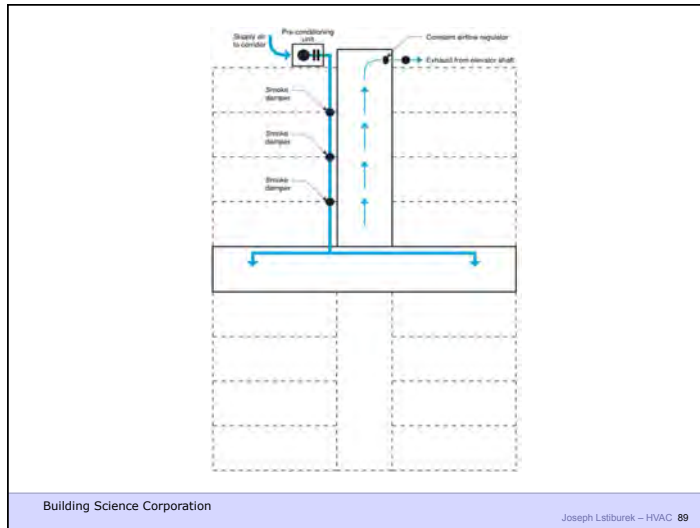 Supply air
to corridor
Pre-conditioning
unit
Constant airflow regulator
Exhaust from elevator shaft
Smoke
damper
Smoke
damper
Smoke
damper
Building Science Corporation
Joseph Lstiburek – HVAC 89